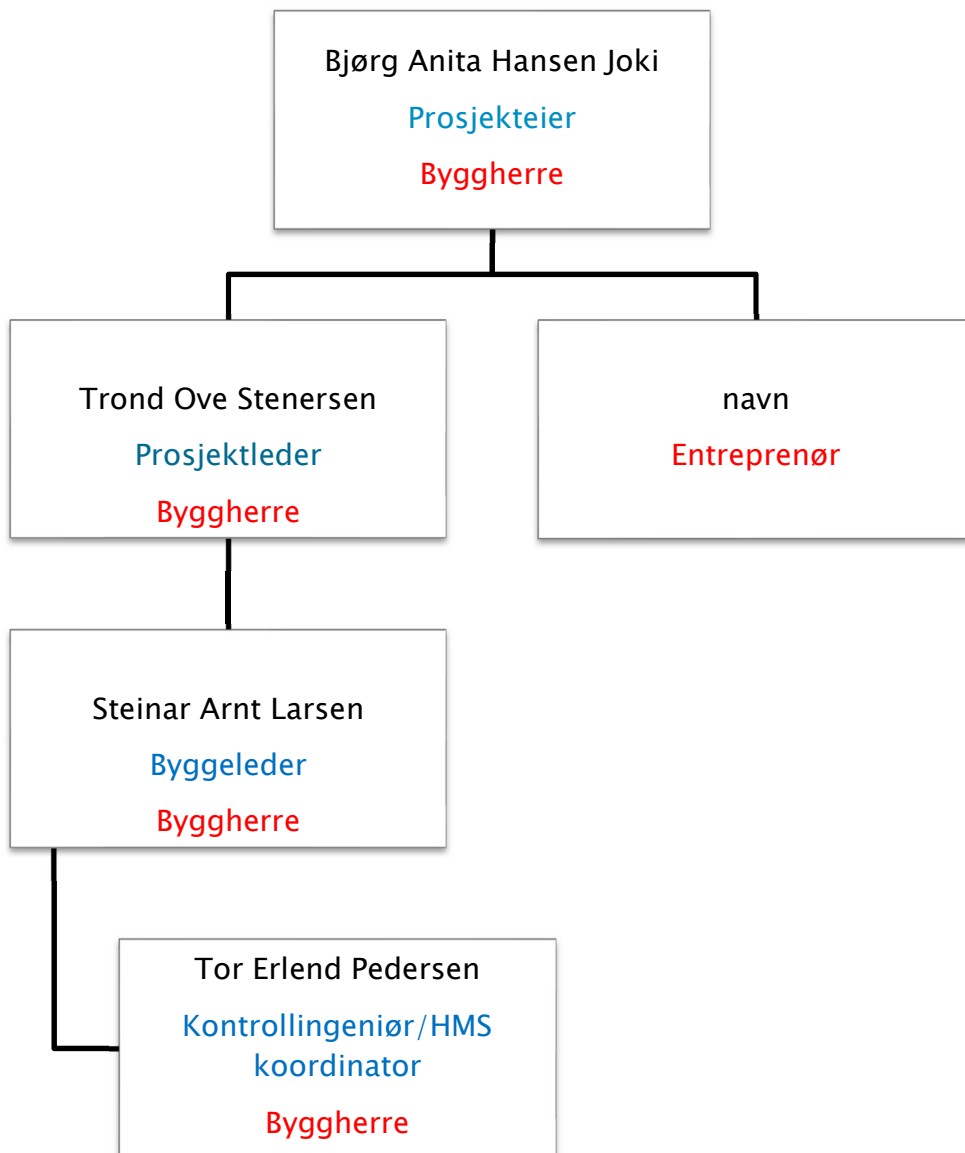 Bjørg Anita Hansen Joki
Prosjekteier
Byggherre
Trond Ove Stenersen
Prosjektleder
Byggherre
navn
Entreprenør
Steinar Arnt Larsen
Byggeleder
Byggherre
Tor Erlend Pedersen
Kontrollingeniør/HMS
koordinator
Byggherre